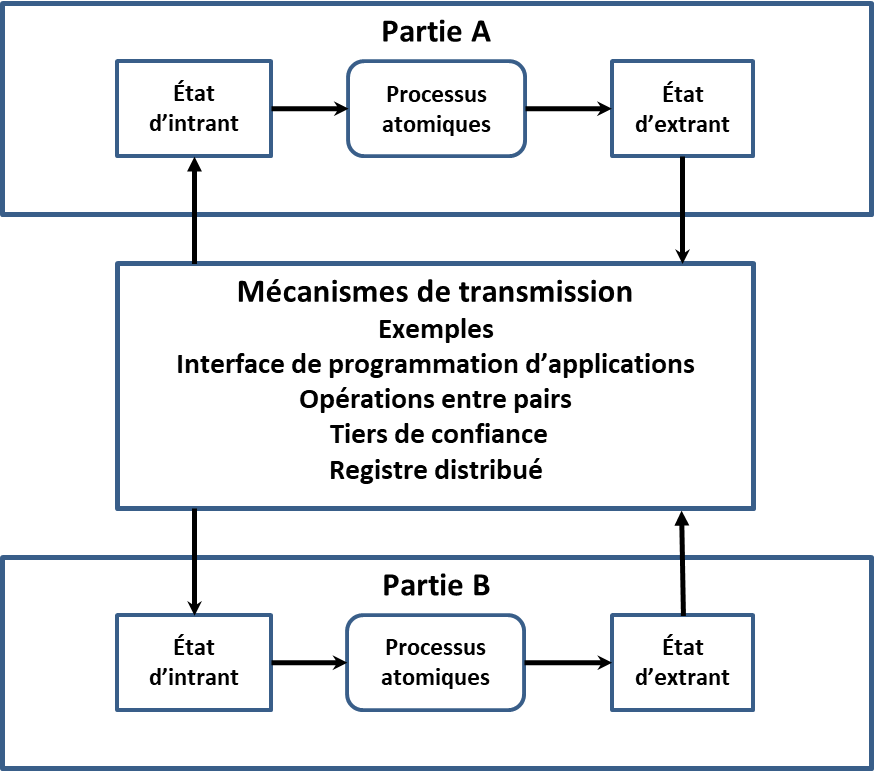 Partie A
État
d’intrant
Processus
atomiques
État
d’extrant
Mécanismes de transmission
Exemples
Interface de programmation d’applications
Opérations entre pairs
Tiers de confiance
Registre distribué
Partie B
État
d’intrant
Processus
atomiques
État
d’extrant